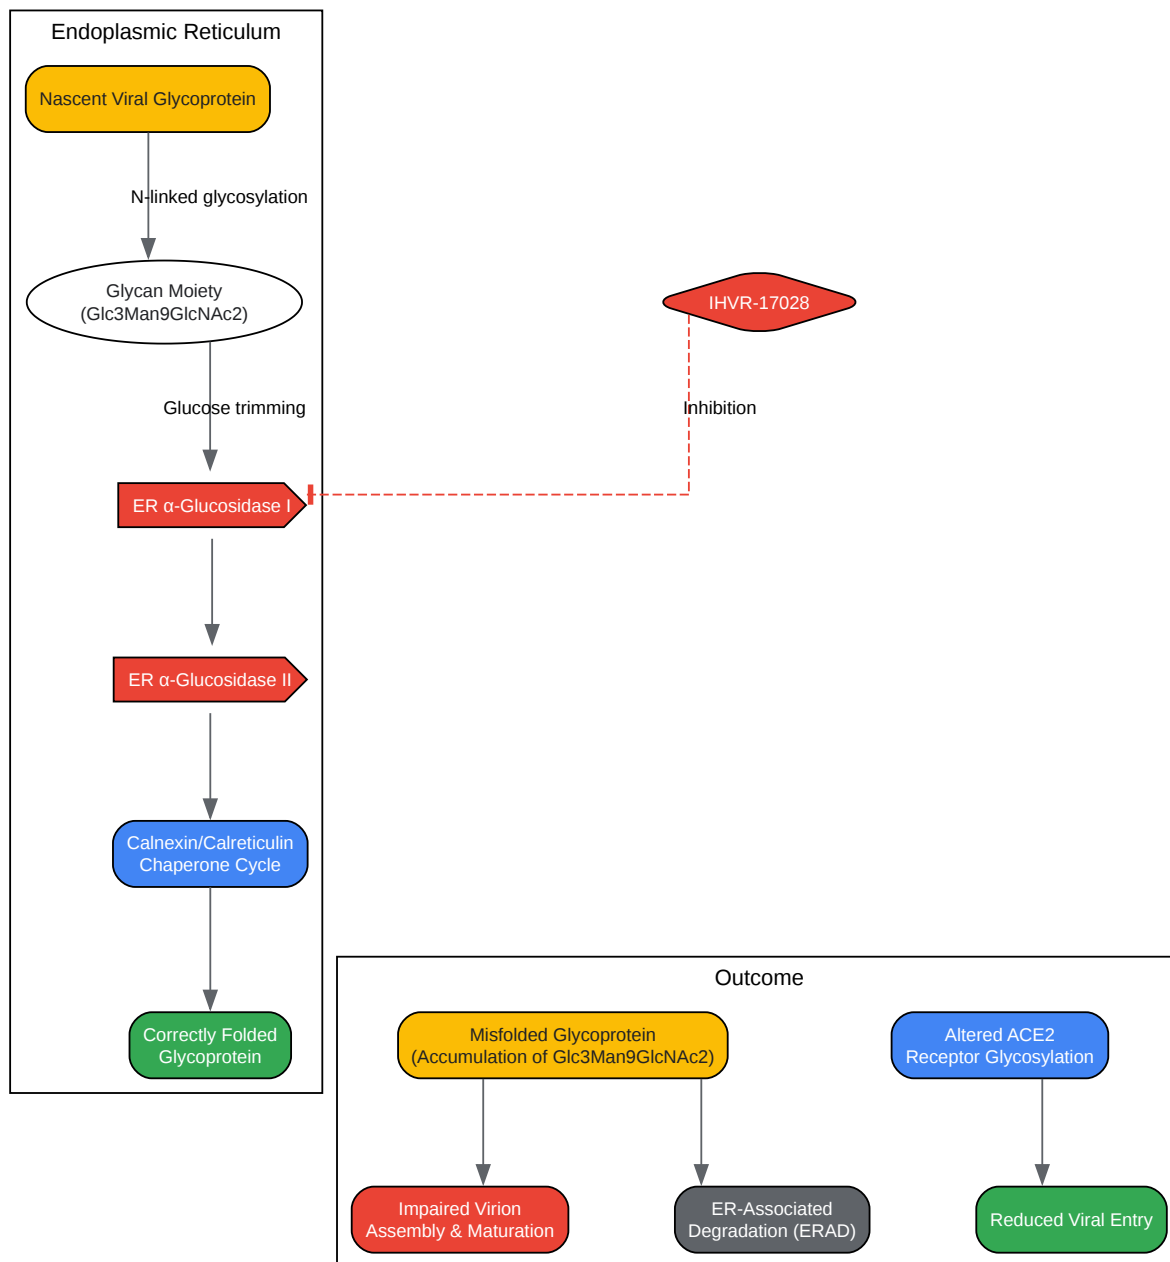 Endoplasmic Reticulum
Nascent Viral Glycoprotein
N-linked glycosylation
Glycan Moiety
(Glc3Man9GlcNAc2)
IHVR-17028
Glucose trimming
Inhibition
ER α-Glucosidase I
ER α-Glucosidase II
Calnexin/Calreticulin
Chaperone Cycle
Correctly Folded
Glycoprotein
Outcome
Misfolded Glycoprotein
(Accumulation of Glc3Man9GlcNAc2)
Altered ACE2
Receptor Glycosylation
Impaired Virion
Assembly & Maturation
ER-Associated
Degradation (ERAD)
Reduced Viral Entry